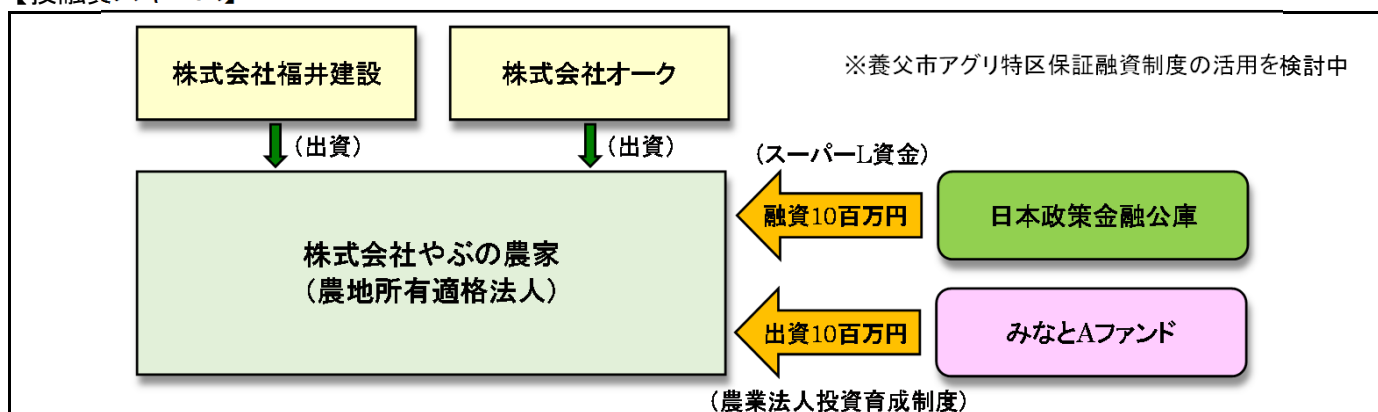 株式会社福井建設
株式会社オーク
※養父市アグリ特区保証融資制度の活用を検討中
(出資)
(出資)
(スーパーL資金)
融資10百万円
日本政策金融公庫
株式会社やぶの農家
(農地所有適格法人)
出資10百万円
みなとAファンド
(農業法人投資育成制度)